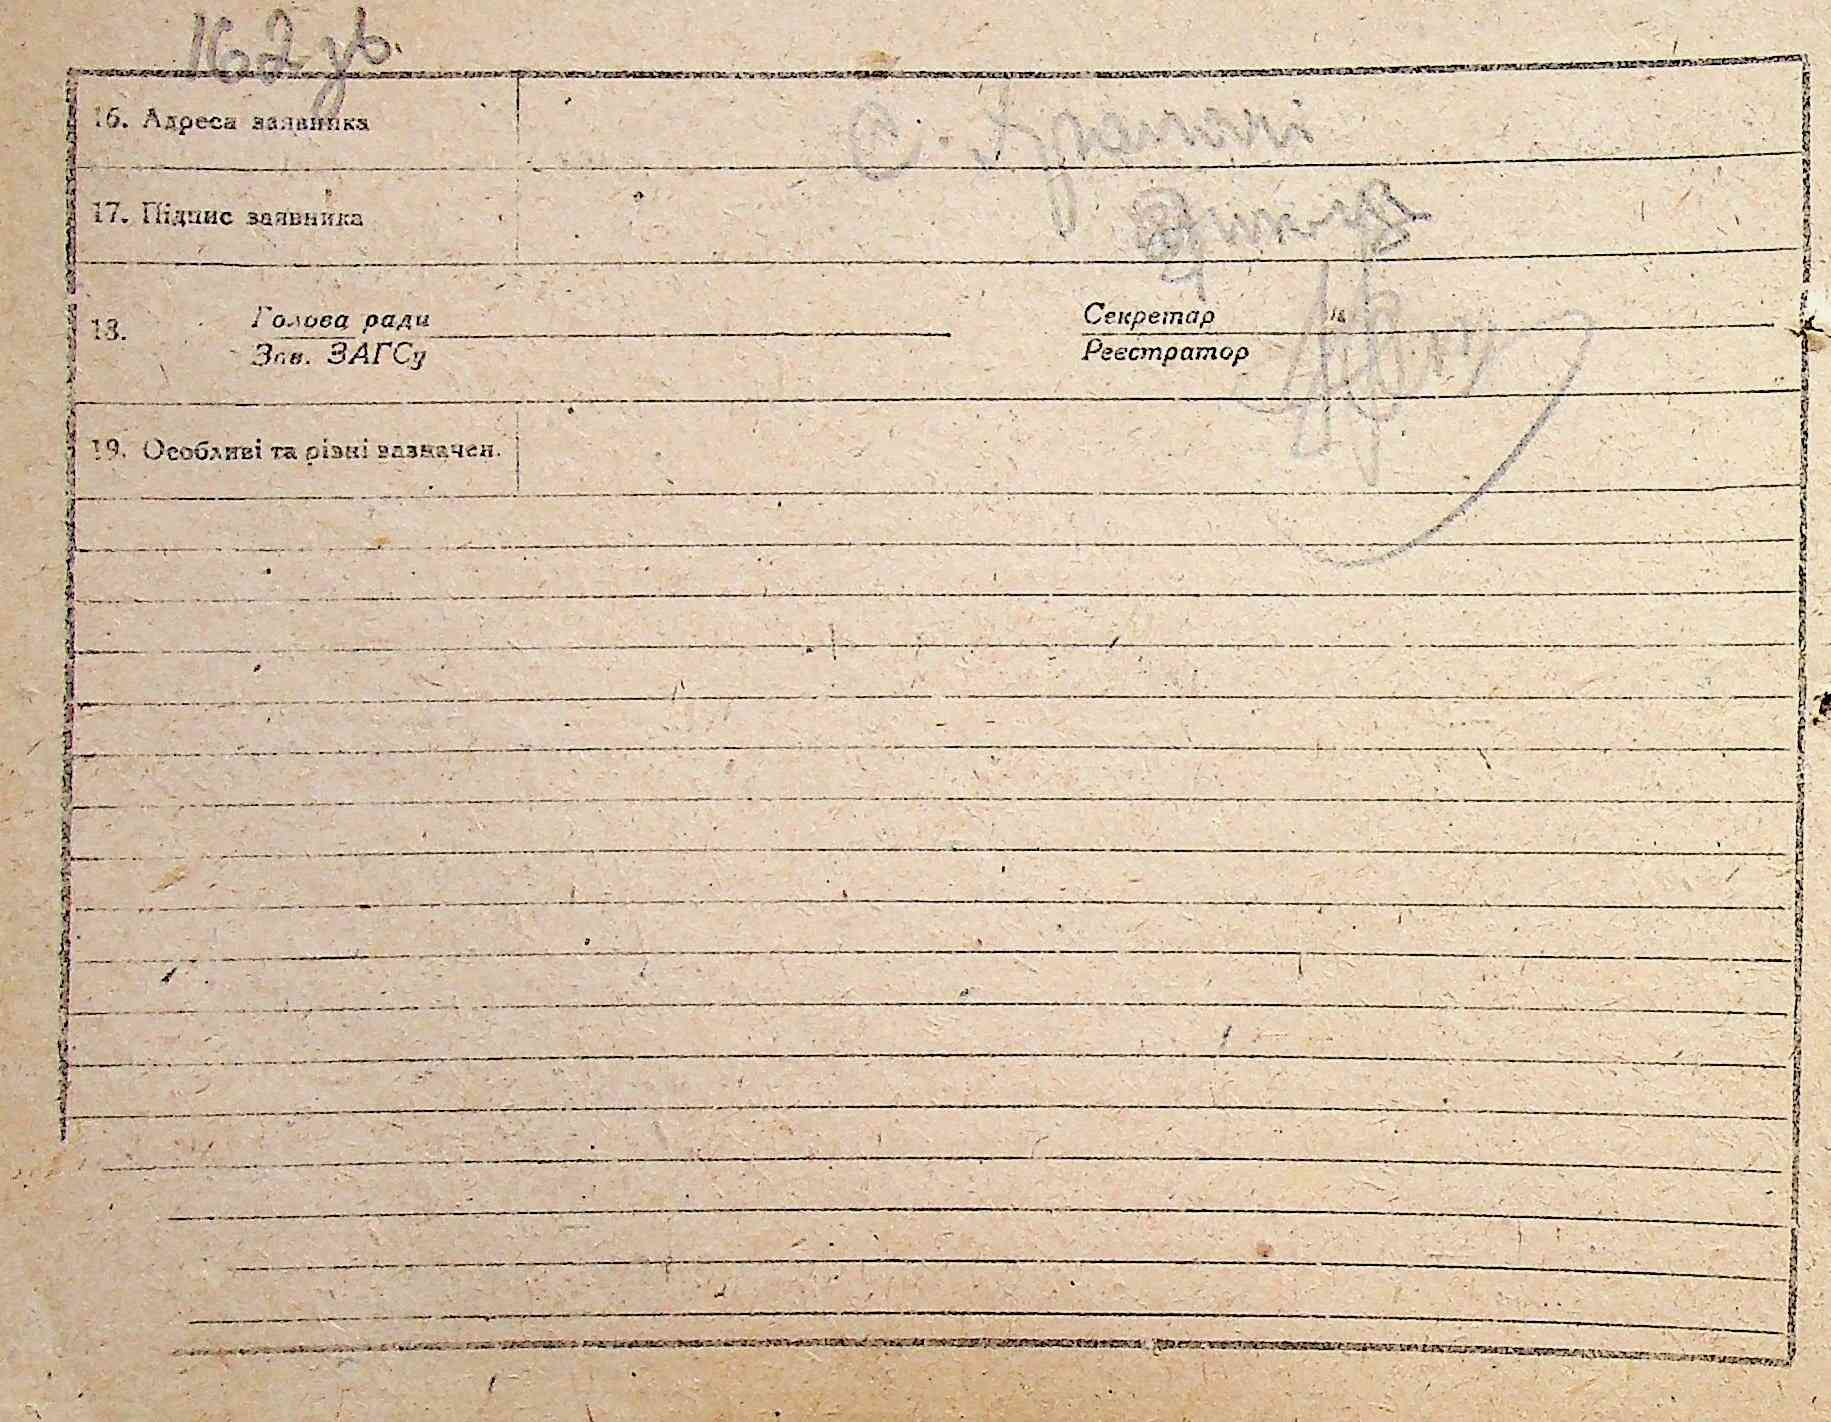 162 зв.
16. Адреса заявника
с. Красні
17. Підпис заявника
18.
Голова ради
Зав. ЗАГСу
Секретар
Реєстратор
19. Особливі та різні зазначен.